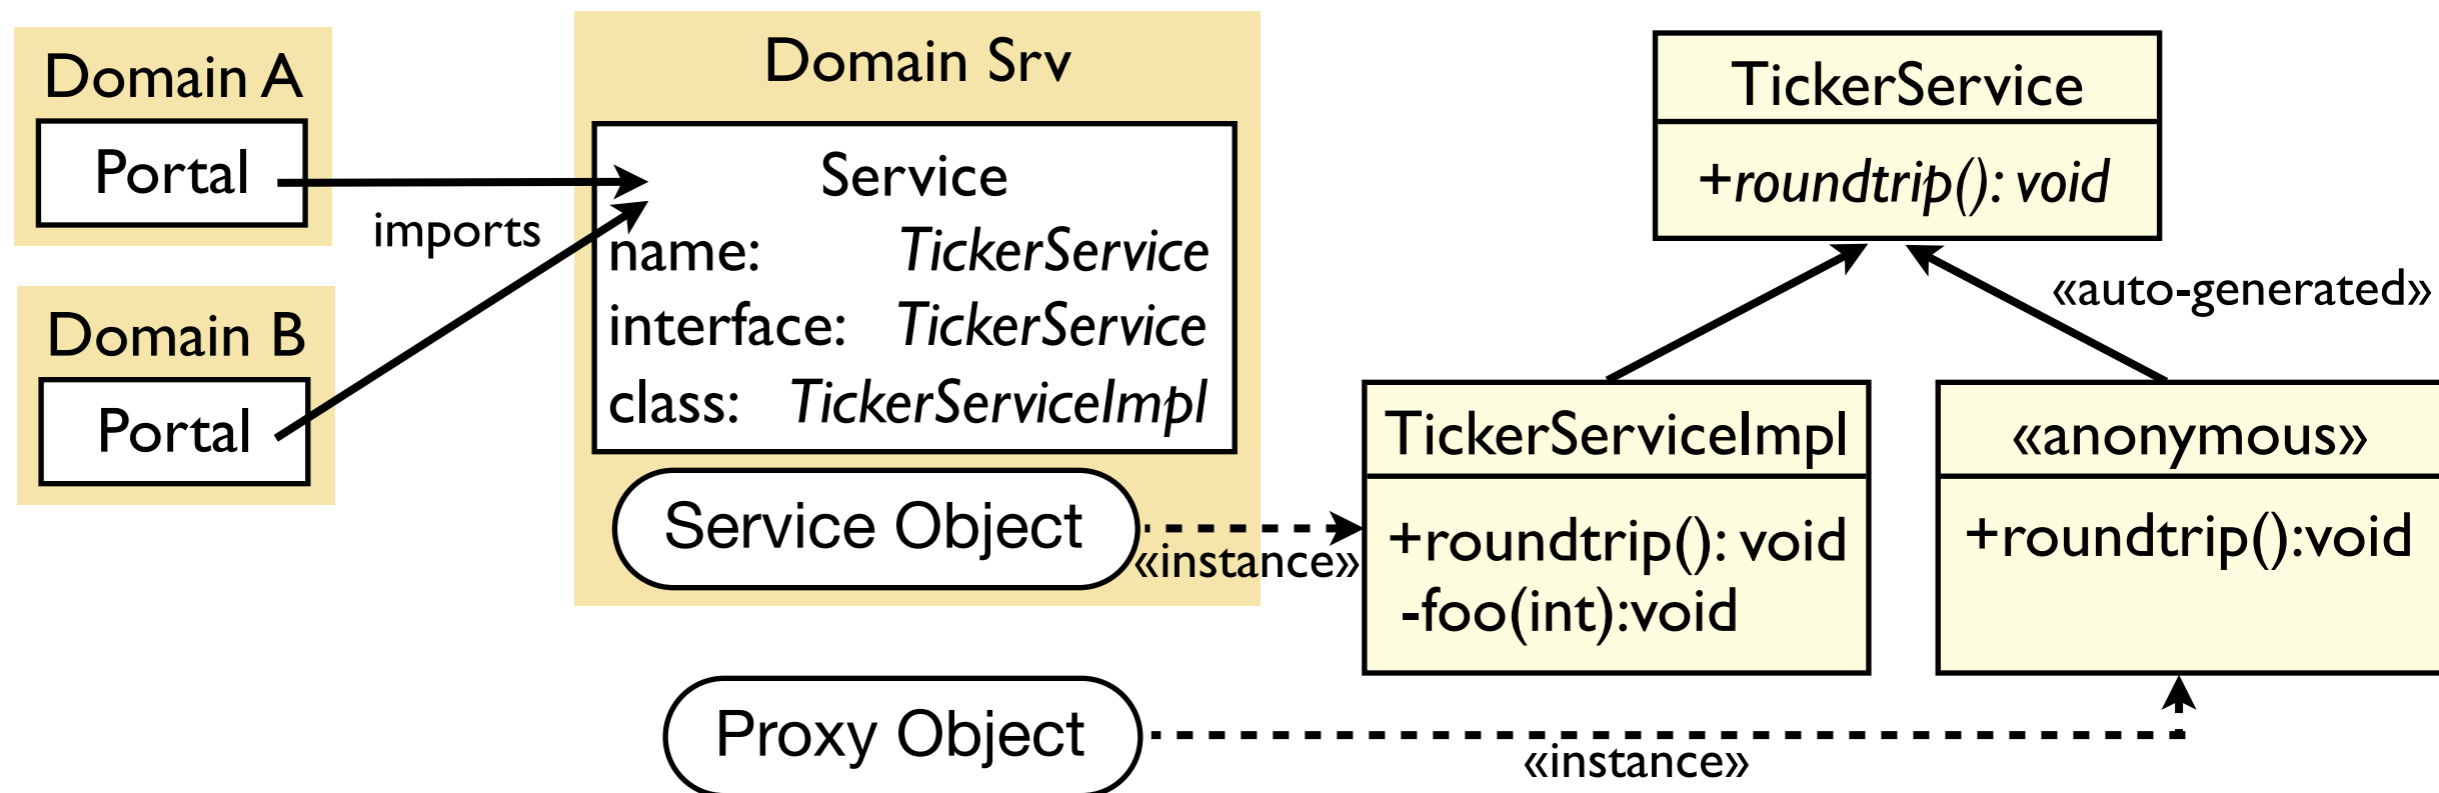 Domain A
Portal
imports
Domain B
Portal
Domain Srv
Service
name: TickerService
interface: TickerService
class: TickerServiceImpl
Service Object
«instance»
Proxy Object
«instance»
TickerService
+roundtrip(): void
«auto-generated»
TickerServiceImpl
+roundtrip(): void
-foo(int):void
«anonymous»
+roundtrip():void